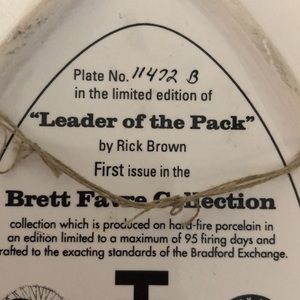 Plate No. 11472 B
in the limited edition of
"Leader of the Pack"
by Rick Brown
First issue in the
Brett Favre Collection
collection which is produced on hard-fire porcelain in
an edition limited to a maximum of 95 firing days and
rafted to the exacting standards of the Bradford Exchange.